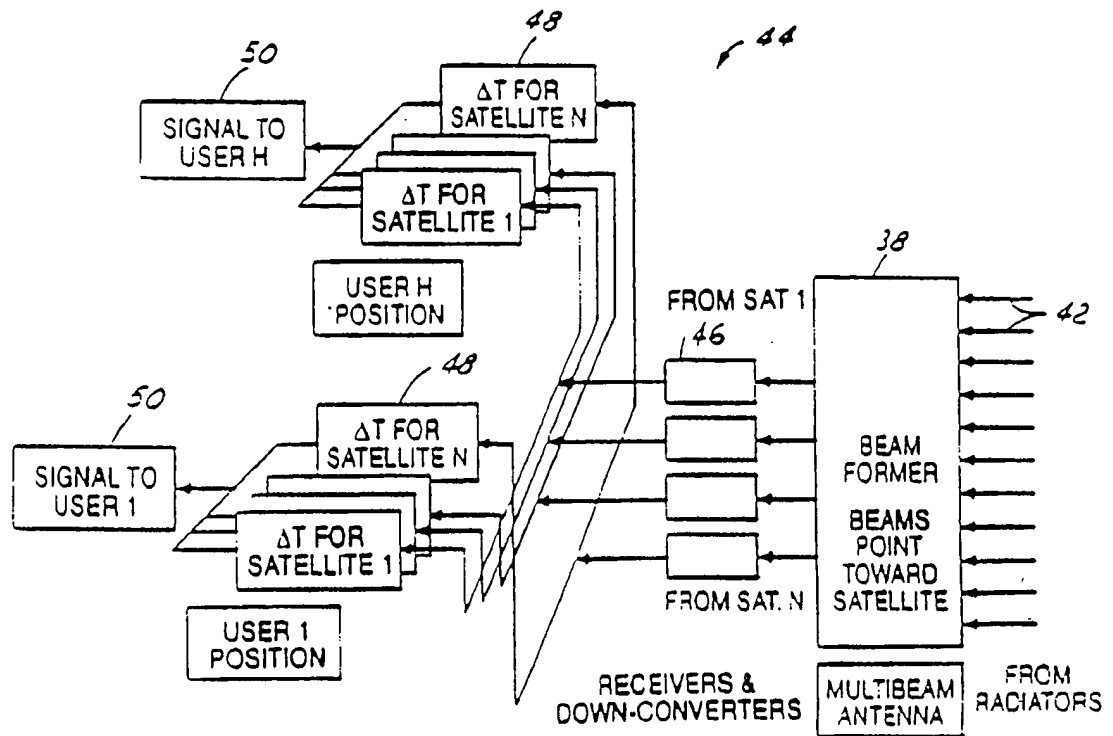 48
44
50
ΔT FOR
SATELLITE N
SIGNAL TO
USER H
ΔT FOR
SATELLITE 1
38
USER H
POSITION
FROM SAT 1
42
46
48
50
ΔT FOR
SATELLITE N
SIGNAL TO
USER 1
BEAM
FORMER
ΔT FOR
SATELLITE 1
BEAMS
POINT
TOWARD
SATELLITE
FROM SAT. N
USER 1
POSITION
RECEIVERS &
DOWN-CONVERTERS
MULTIBEAM
ANTENNA
FROM
RADIATORS